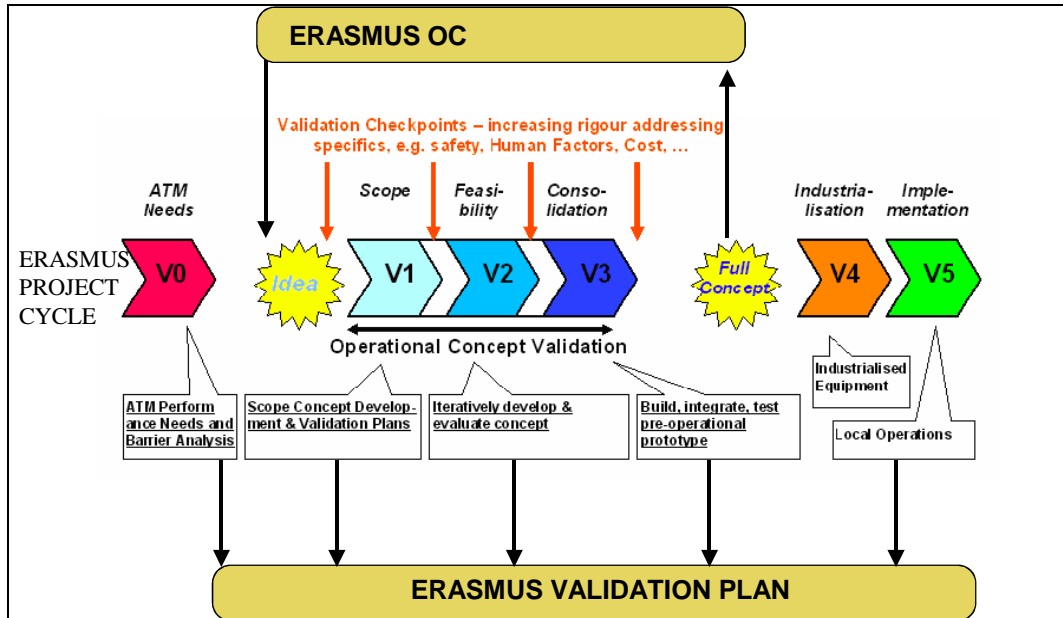 ERASMUS OC
Validation Checkpoints – increasing rigour addressing
specifics, e.g. safety, Human Factors, Cost, ...
ATM
Needs
Scope
Feasi-
bility
Conso-
lidation
Industria-
lisation
Imple-
mentation
ERASMUS
PROJECT
CYCLE
V0
Idea
V1
V2
V3
Full
Concept
V4
V5
Operational Concept Validation
ATM Perform
ance Needs and
Barrier Analysis
Scope Concept Develop-
ment & Validation Plans
Iteratively develop &
evaluate concept
Build, integrate, test
pre-operational
prototype
Industrialised
Equipment
Local Operations
ERASMUS VALIDATION PLAN